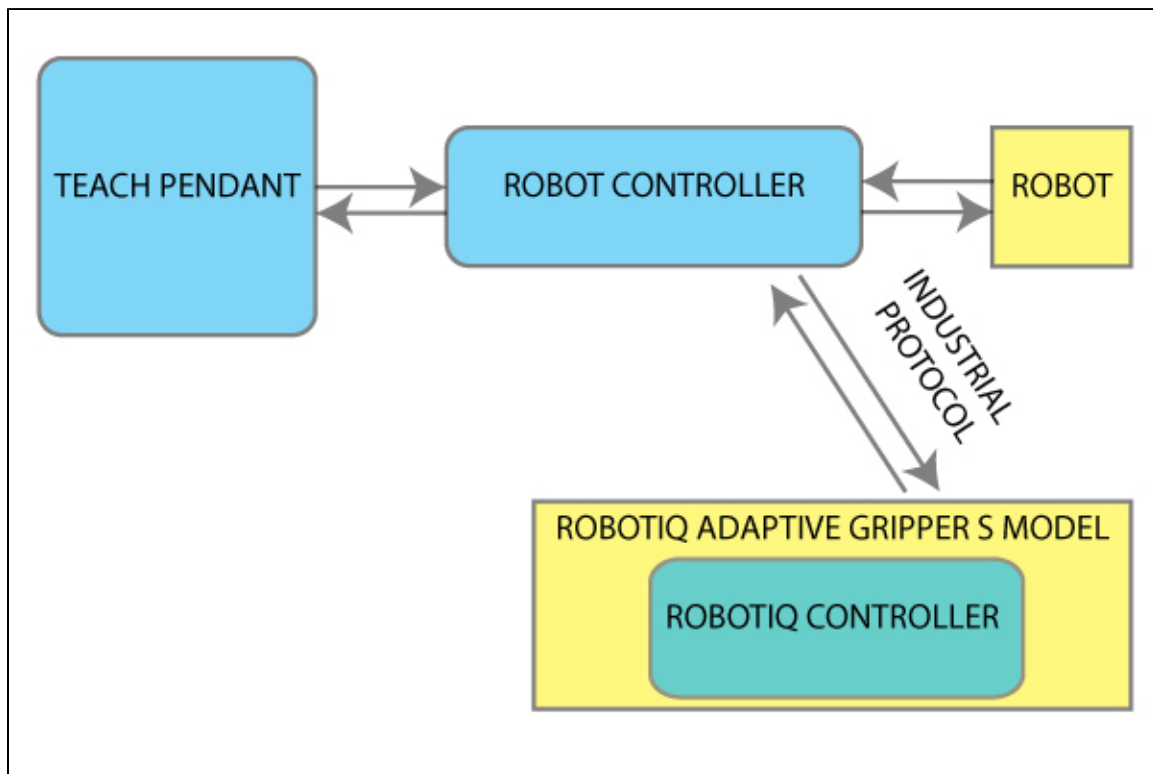 TEACH PENDANT
ROBOT CONTROLLER
ROBOT
INDUSTRIAL
PROTOCOL
ROBOTIQ ADAPTIVE GRIPPER S MODEL
ROBOTIQ CONTROLLER